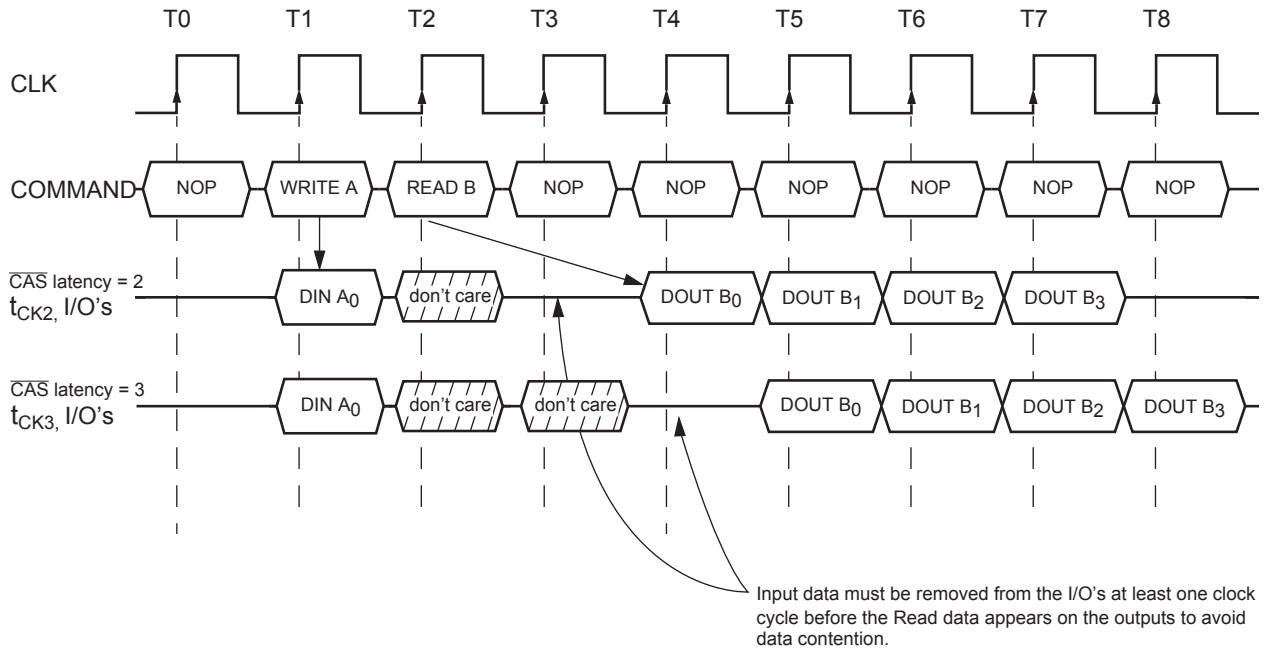 T0 T1 T2 T3 T4 T5 T6 T7 T8
CLK
COMMAND NOP WRITE A READ B NOP NOP NOP NOP NOP NOP
CAS latency = 2
tCK2, I/O's DIN A0 don't care DOUT B0 DOUT B1 DOUT B2 DOUT B3
CAS latency = 3
tCK3, I/O's DIN A0 don't care don't care DOUT B0 DOUT B1 DOUT B2 DOUT B3
Input data must be removed from the I/O's at least one clock
cycle before the Read data appears on the outputs to avoid
data contention.